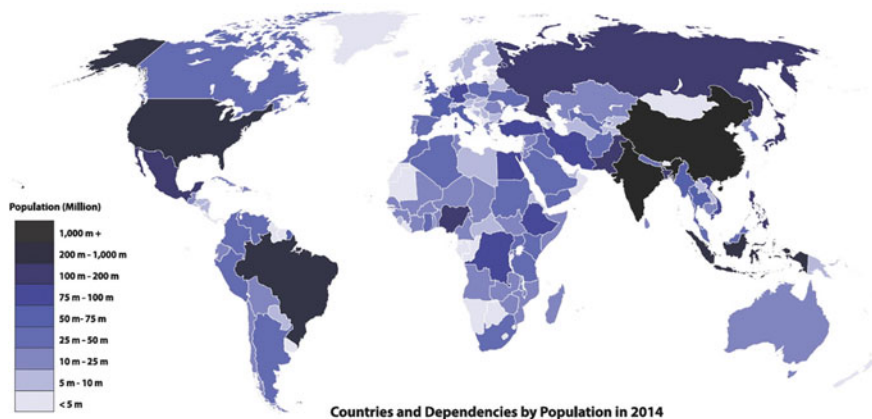 Population (Million)
1,000 m +
200 m - 1,000 m
100 m - 200 m
75 m - 100 m
50 m- 75 m
25 m - 50 m
10 m - 25 m
5 m - 10 m
< 5 m
Countries and Dependencies by Population in 2014